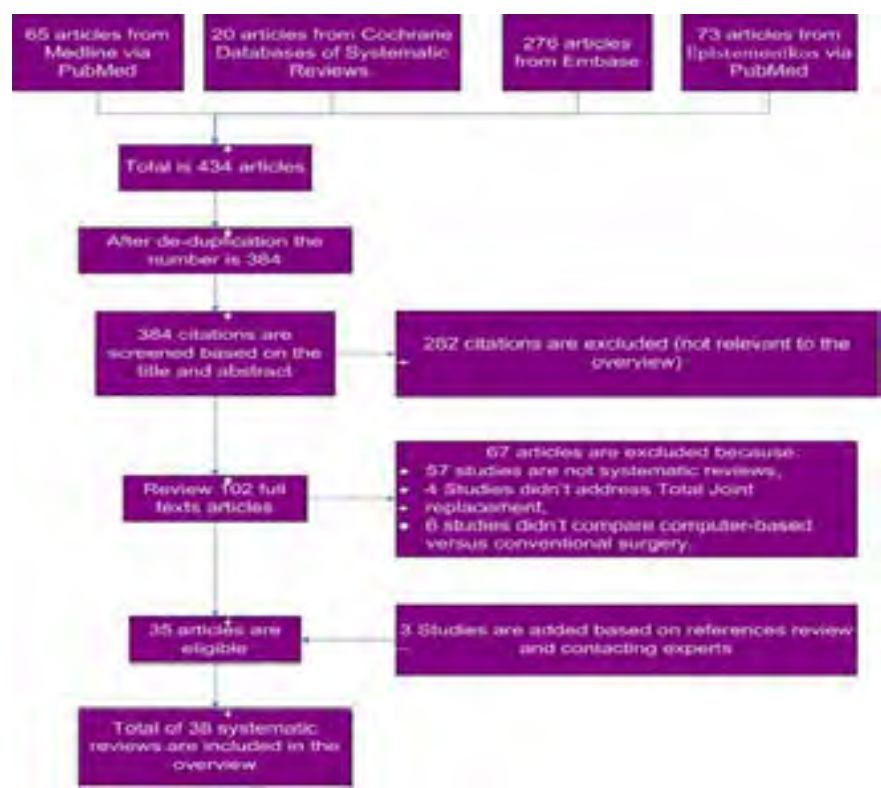 65 articles from
Medline via
PubMed
20 articles from Cochrane
Databases of Systematic
Reviews.
276 articles
from Embase
73 articles from
Epistemonikos via
PubMed
Total is 434 articles
After de-duplication the
number is 384
384 citations are
screened based on the
title and abstract
282 citations are excluded (not relevant to the
overview)
Review 102 full
texts articles
67 articles are excluded because
• 57 studies are not systematic reviews,
• 4 Studies didn't address Total Joint
• replacement,
• 6 studies didn't compare computer-based
versus conventional surgery.
35 articles are
eligible
3 Studies are added based on references review
and contacting experts
Total of 38 systematic
reviews are included in the
overview